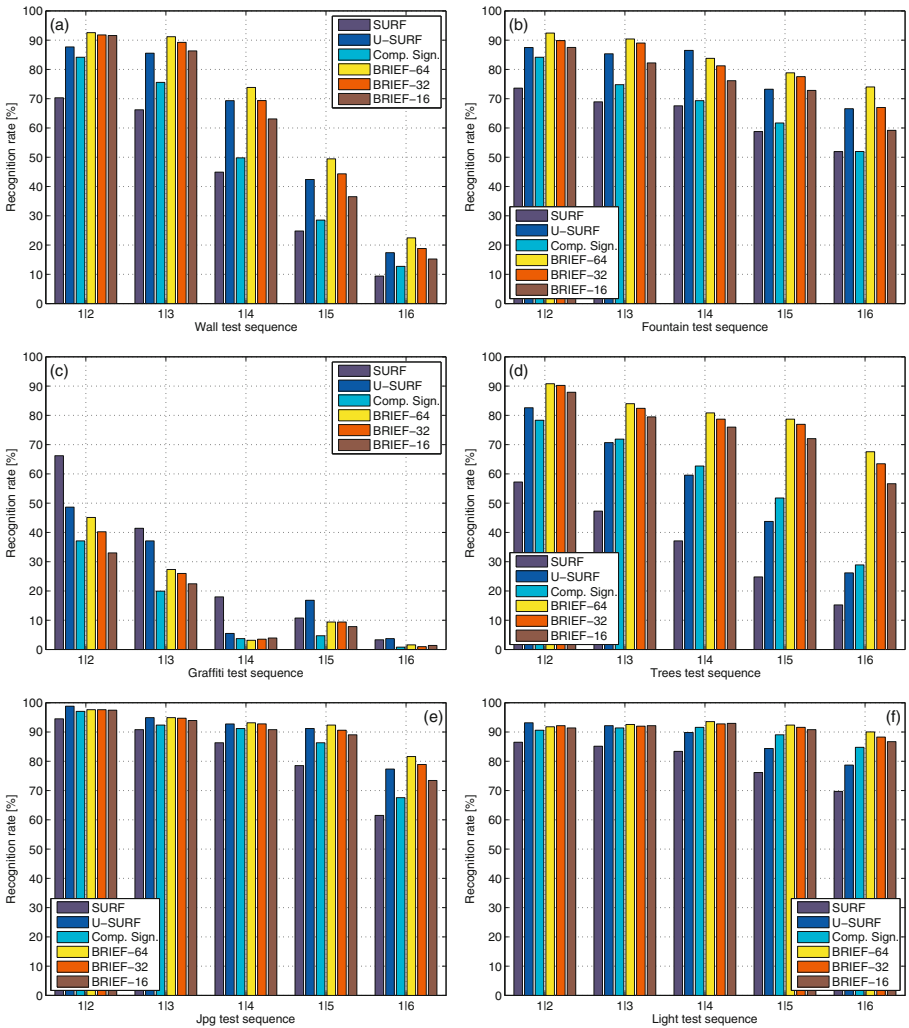 (a)
SURF
U-SURF
Comp. Sign.
BRIEF-64
BRIEF-32
BRIEF-16
Recognition rate [%]
100
90
80
70
60
50
40
30
20
10
0
1|2 1|3 1|4 1|5 1|6
Wall test sequence
(b)
SURF
U-SURF
Comp. Sign.
BRIEF-64
BRIEF-32
BRIEF-16
Recognition rate [%]
100
90
80
70
60
50
40
30
20
10
0
1|2 1|3 1|4 1|5 1|6
Fountain test sequence
(c)
SURF
U-SURF
Comp. Sign.
BRIEF-64
BRIEF-32
BRIEF-16
Recognition rate [%]
100
90
80
70
60
50
40
30
20
10
0
1|2 1|3 1|4 1|5 1|6
Graffiti test sequence
(d)
SURF
U-SURF
Comp. Sign.
BRIEF-64
BRIEF-32
BRIEF-16
Recognition rate [%]
100
90
80
70
60
50
40
30
20
10
0
1|2 1|3 1|4 1|5 1|6
Trees test sequence
(e)
SURF
U-SURF
Comp. Sign.
BRIEF-64
BRIEF-32
BRIEF-16
Recognition rate [%]
100
90
80
70
60
50
40
30
20
10
0
1|2 1|3 1|4 1|5 1|6
Jpg test sequence
(f)
SURF
U-SURF
Comp. Sign.
BRIEF-64
BRIEF-32
BRIEF-16
Recognition rate [%]
100
90
80
70
60
50
40
30
20
10
0
1|2 1|3 1|4 1|5 1|6
Light test sequence